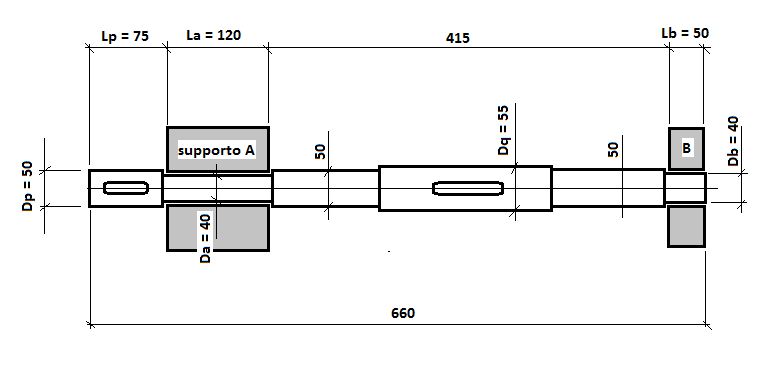 Lp = 75
La = 120
415
Lb = 50
supporto A
50
Dq = 55
50
B
Db = 40
Dp = 50
Da = 40
660